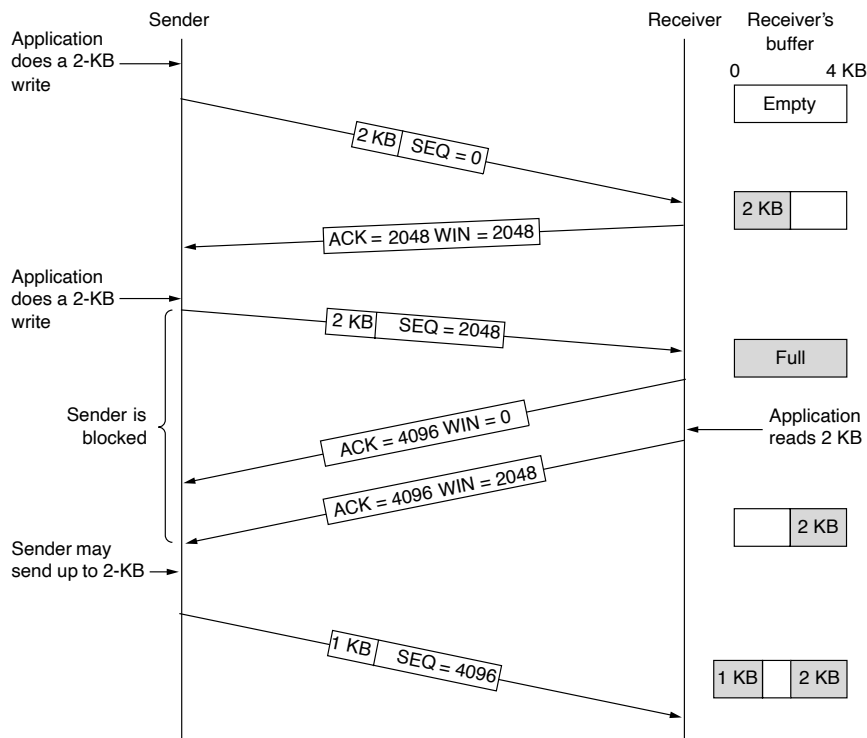 Sender
Receiver
Receiver's
buffer
Application
does a 2-KB
write
0
4 KB
Empty
2 KB
SEQ = 0
2 KB
ACK = 2048 WIN = 2048
Application
does a 2-KB
write
2 KB
SEQ = 2048
Full
Sender is
blocked
Application
reads 2 KB
ACK = 4096 WIN = 0
ACK = 4096 WIN = 2048
2 KB
Sender may
send up to 2-KB
1 KB
SEQ = 4096
1 KB
2 KB